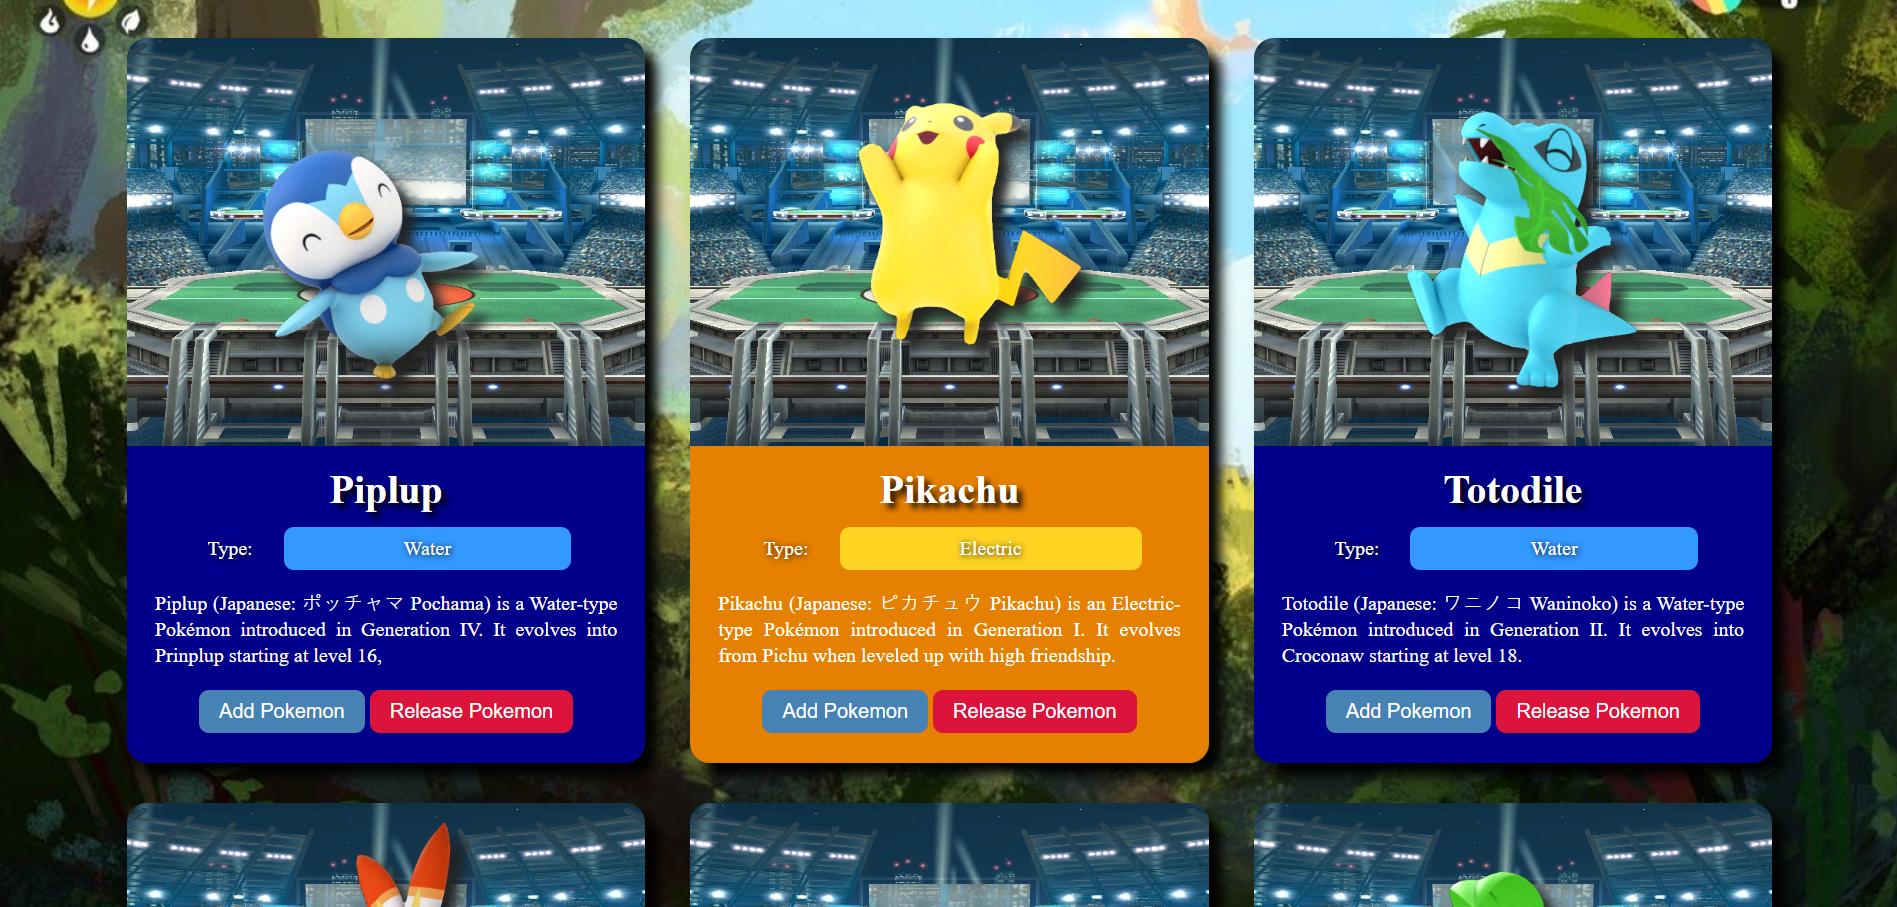 Piplup
Type:
Water
Piplup (Japanese: ポッチャマ Pochama) is a Water-type
Pokémon introduced in Generation IV. It evolves into
Prinplup starting at level 16,
Add Pokemon
Release Pokemon
Pikachu
Type:
Electric
Pikachu (Japanese: ピカチュウ Pikachu) is an Electric-
type Pokémon introduced in Generation I. It evolves
from Pichu when leveled up with high friendship.
Add Pokemon
Release Pokemon
Totodile
Type:
Water
Totodile (Japanese: ワニノコ Waninoko) is a Water-type
Pokémon introduced in Generation II. It evolves into
Croconaw starting at level 18.
Add Pokemon
Release Pokemon